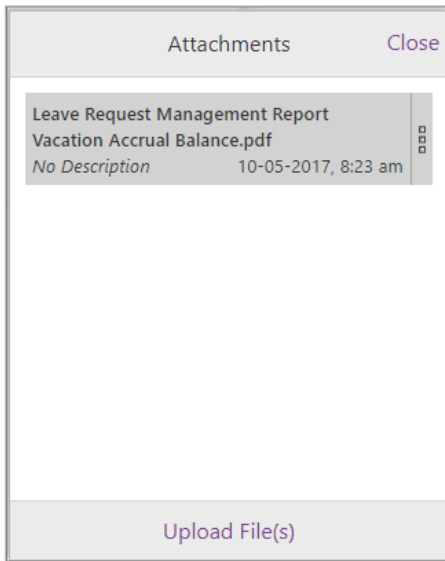 Attachments Close
Leave Request Management Report
Vacation Accrual Balance.pdf
No Description 10-05-2017, 8:23 am
Upload File(s)